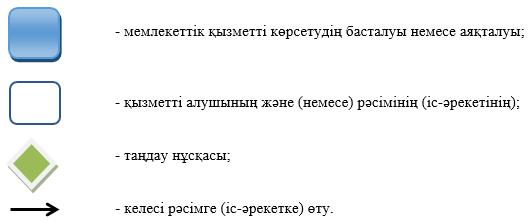 - мемлекеттік қызметті көрсетудің басталуы немесе аяқталуы;
- қызметті алушының және (немесе) рәсімінің (іс-әрекетінің);
- таңдау нұсқасы;
- келесі рәсімге (іс-әрекетке) өту.